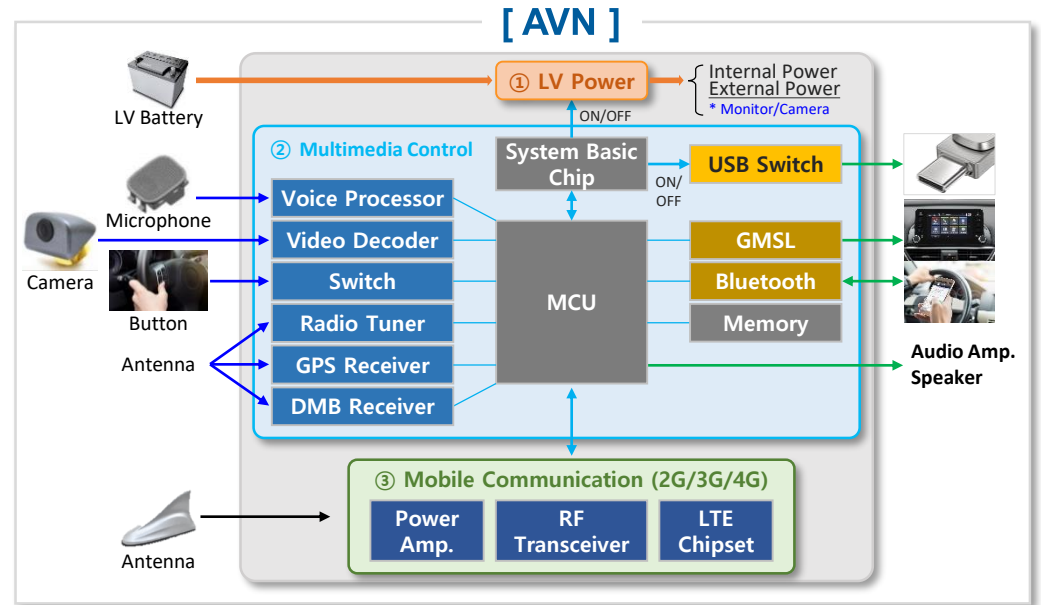 [ AVN ]
LV Battery
① LV Power
Internal Power
External Power
* Monitor/Camera
ON/OFF
② Multimedia Control
System Basic
Chip
ON/
OFF
USB Switch
Microphone
Voice Processor
Camera
Video Decoder
Button
Switch
Antenna
Radio Tuner
GPS Receiver
DMB Receiver
MCU
GMSL
Bluetooth
Memory
Audio Amp.
Speaker
③ Mobile Communication (2G/3G/4G)
Antenna
Power
Amp.
RF
Transceiver
LTE
Chipset